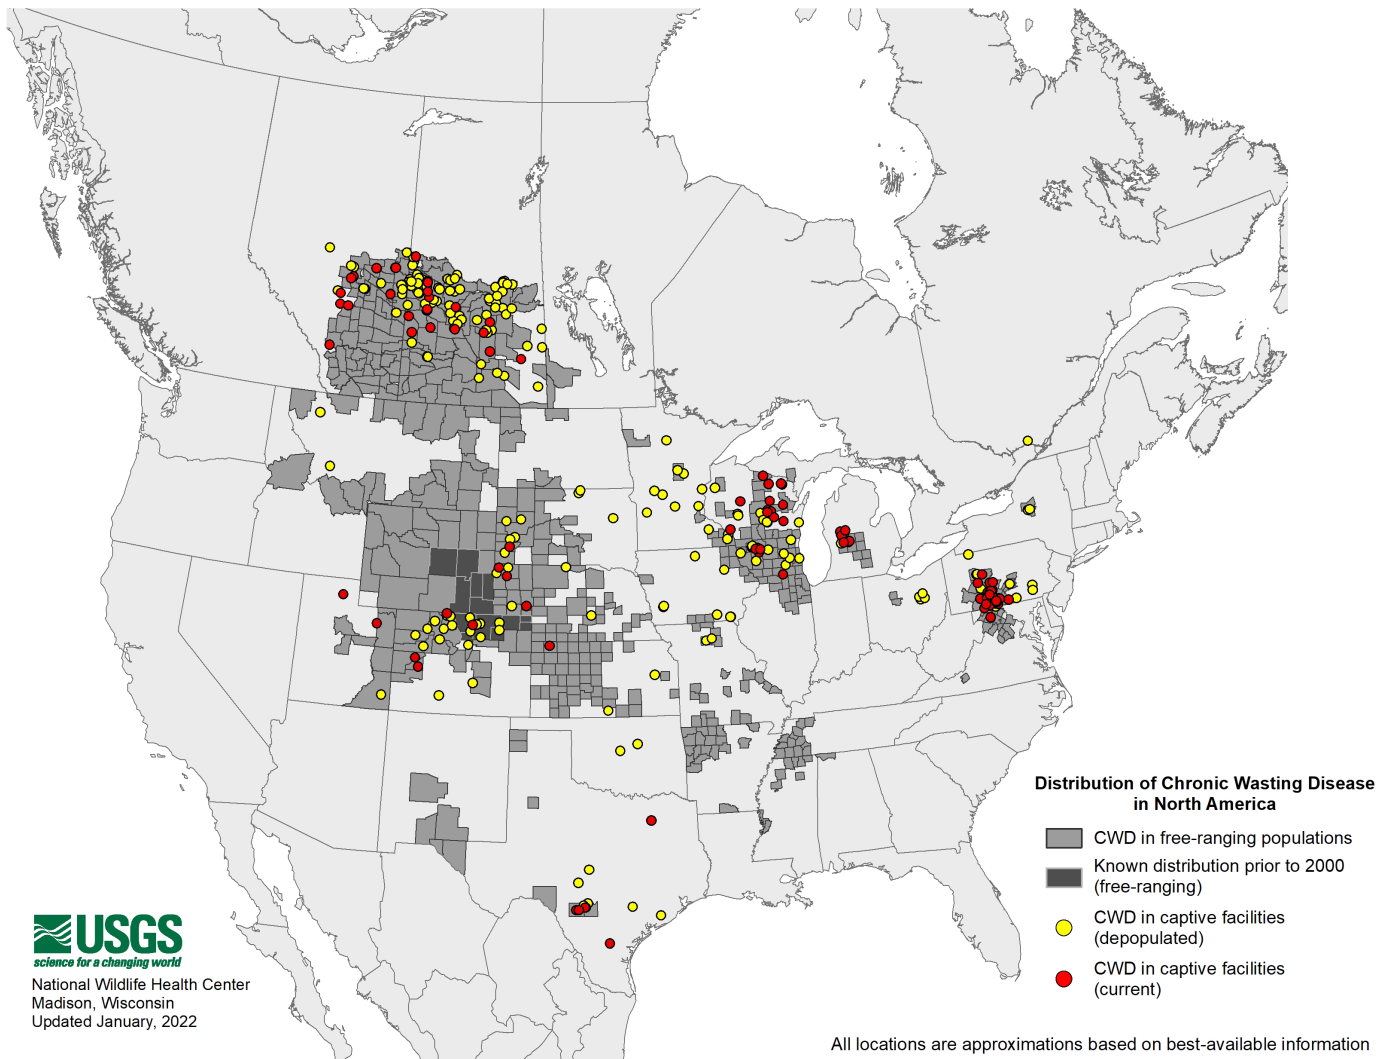 Distribution of Chronic Wasting Disease
in North America
CWD in free-ranging populations
Known distribution prior to 2000
(free-ranging)
CWD in captive facilities
(depopulated)
CWD in captive facilities
(current)
USGS
science for a changing world
National Wildlife Health Center
Madison, Wisconsin
Updated January, 2022
All locations are approximations based on best-available information